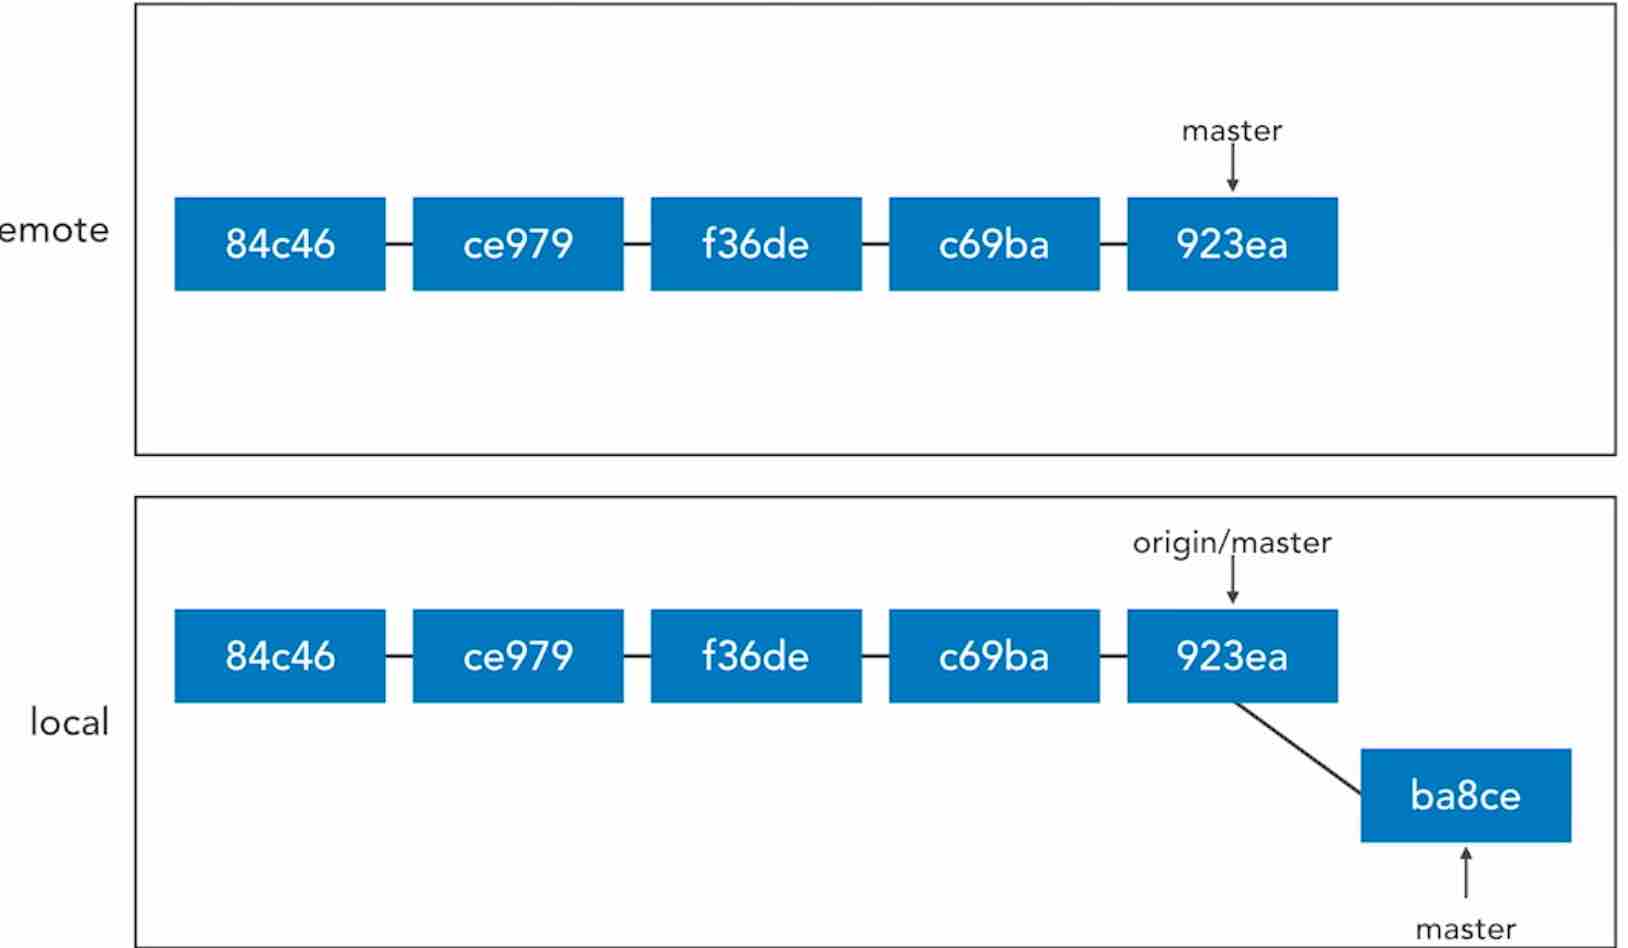 master
emote
84c46 ce979 f36de c69ba 923ea
origin/master
84c46 ce979 f36de c69ba 923ea
local
ba8ce
master